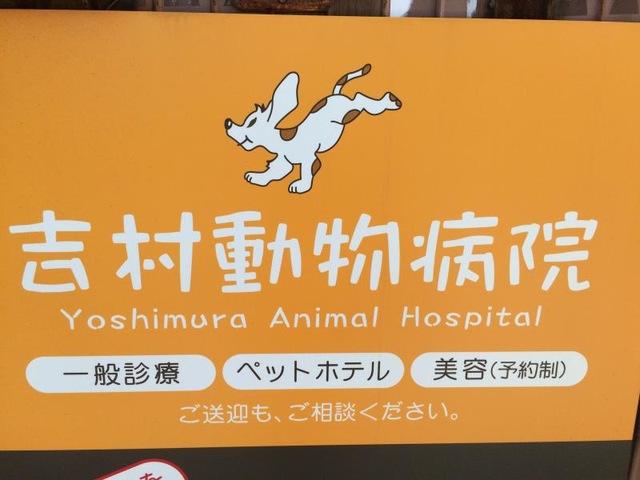 吉村動物病院
Yoshimura Animal Hospital
一般診療 ペットホテル 美容(予約制)
ご送迎も、ご相談ください。